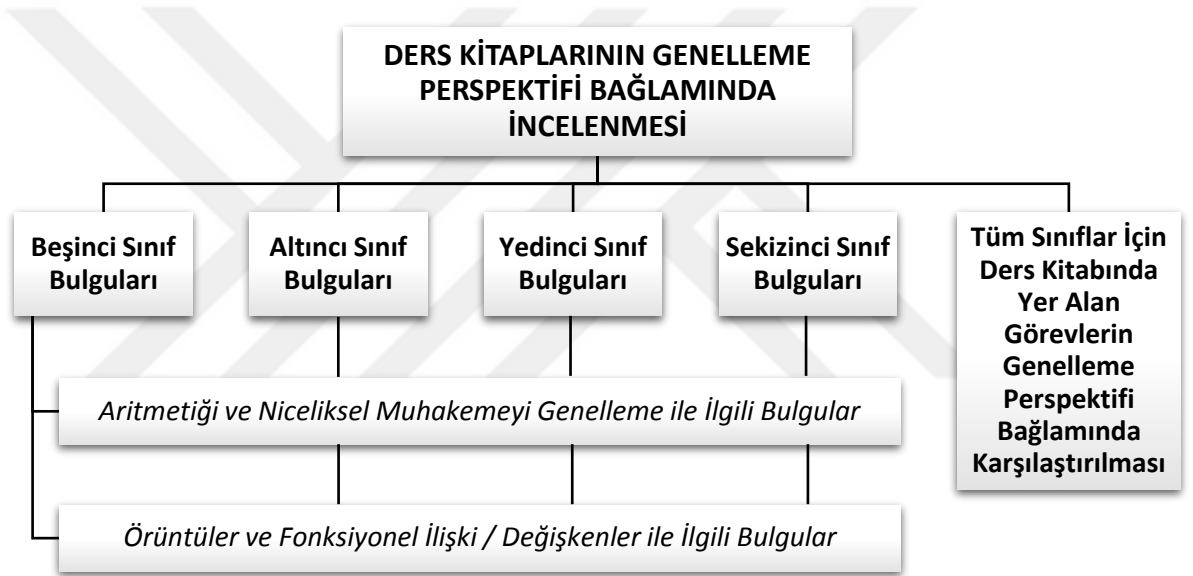 DERS KİTAPLARININ GENELLEME
PERSPEKTİFİ BAĞLAMINDA
İNCELENMESİ
Beşinci Sınıf
Bulguları
Altıncı Sınıf
Bulguları
Yedinci Sınıf
Bulguları
Sekizinci Sınıf
Bulguları
Tüm Sınıflar İçin
Ders Kitabında
Yer Alan
Görevlerin
Genelleme
Perspektifi
Bağlamında
Karşılaştırılması
Aritmetiği ve Niceliksel Muhakemeyi Genelleme ile İlgili Bulgular
Örüntüler ve Fonksiyonel İlişki / Değişkenler ile İlgili Bulgular